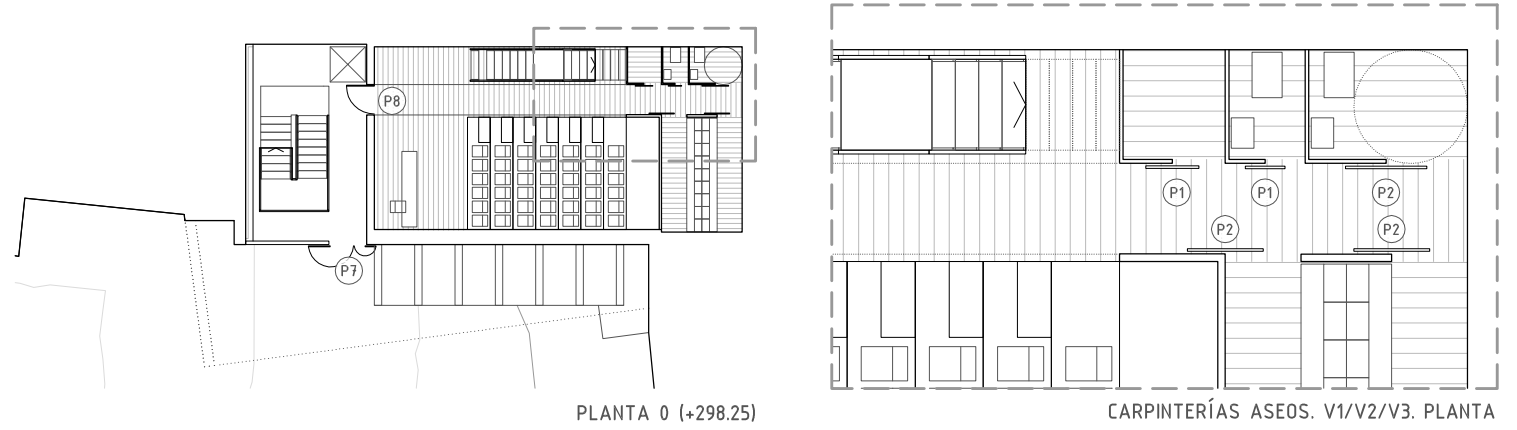 P8
P7
PLANTA 0 (+298.25)
P1
P1
P2
P2
P2
CARPINTERÍAS ASEOS. V1/V2/V3. PLANTA